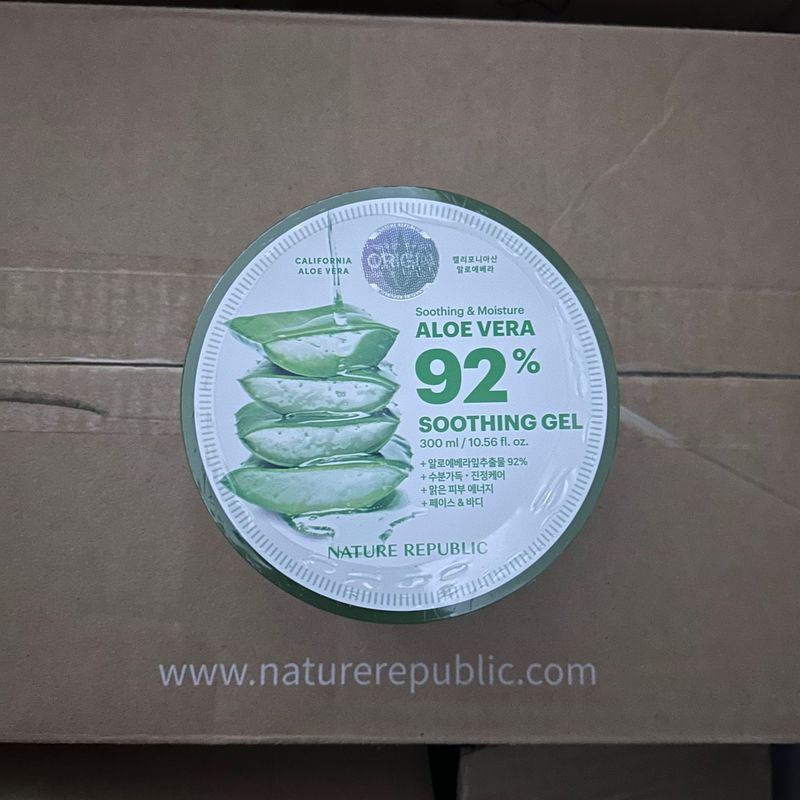 CALIFORNIA
ALOE VERA
ORIGIN
캘리포니아산
알로에베라
Soothing & Moisture
ALOE VERA
92%
SOOTHING GEL
300 ml / 10.56 fl. oz.
+ 알로에베라잎추출물 92%
+ 수분가득 · 진정케어
+ 맑은 피부 에너지
+ 페이스 & 바디
NATURE REPUBLIC
www.naturerepublic.com